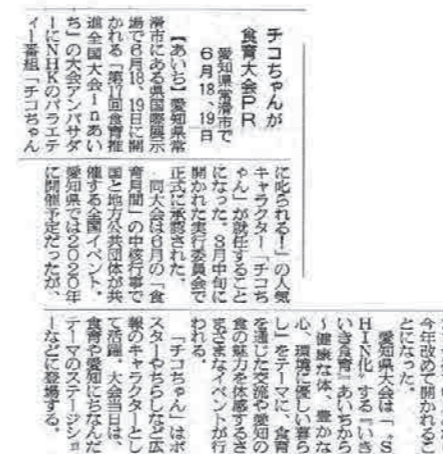 チコちゃんが
食育大会PR
愛知県常滑市で
6月18、19日
【あいち】愛知県常
滑市にある県国際展示
場で6月18、19日に開
かれる「第17回食育推
進全国大会inあい
ち」の大会アンバサダ
ーにNHKのバラエテ
ィー番組「チコちゃん
に叱られる!」の人気
キャラクター「チコち
ゃん」が就任すること
になった。3月中旬に
開かれた実行委員会で
正式に承認された。
同大会は6月の「食
育月間」の中核行事で
国と地方公共団体が共
催する全国イベント。
愛知県では2020年
に開催予定だったが、
今年改めて開かれるこ
とになった。
愛知県大会は「“S
HIN化”する『いき
いき食育』あいちから
〜健康な体、豊かな
心、環境に優しい暮ら
し」をテーマに、食育
を通じた交流や愛知の
食の魅力を体感するさ
まざまなイベントが行
われる。
「チコちゃん」はポ
スターやちらしなど広
報のキャラクターとし
て活躍。大会当日は、
食育や愛知にちなんだ
テーマのステージショ
ーなどに登場する。